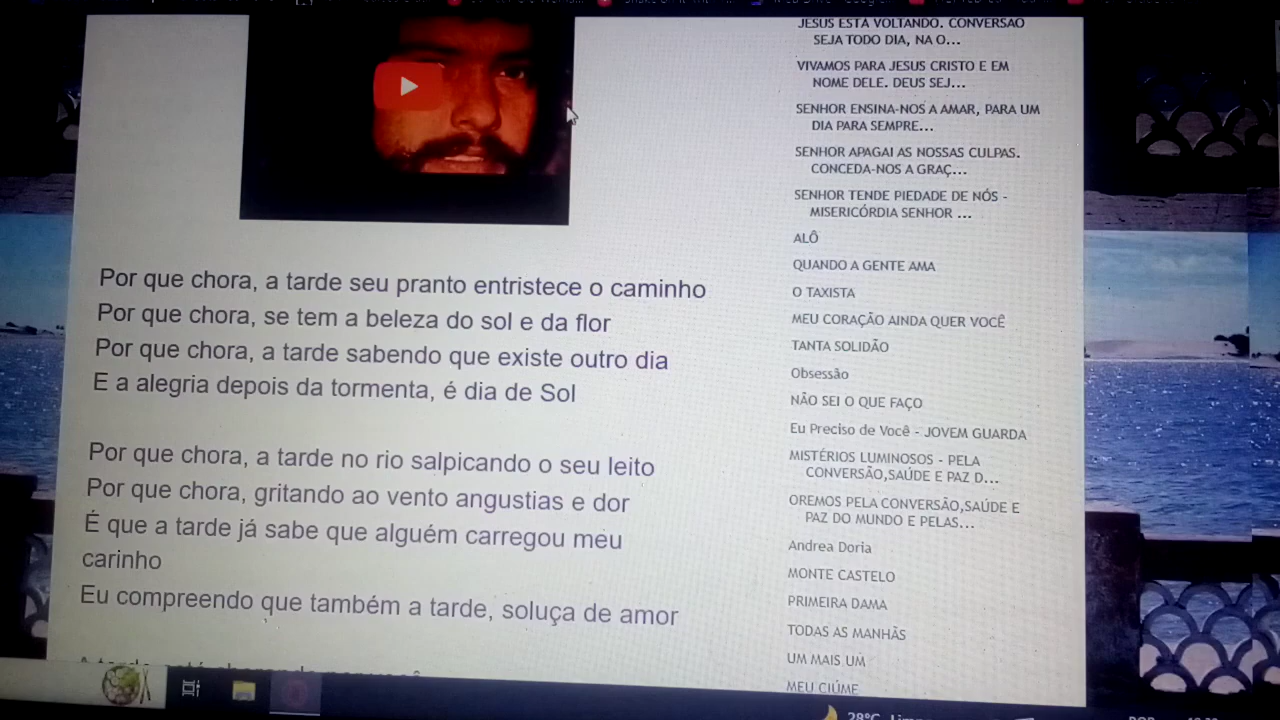 Por que chora, a tarde seu pranto entristece o caminho
Por que chora, se tem a beleza do sol e da flor
Por que chora, a tarde sabendo que existe outro dia
E a alegria depois da tormenta, é dia de Sol
Por que chora, a tarde no rio salpicando o seu leito
Por que chora, gritando ao vento angustias e dor
É que a tarde já sabe que alguém carregou meu
carinho
Eu compreendo que também a tarde, soluça de amor
JESUS ESTÁ VOLTANDO. CONVERSÃO
SEJA TODO DIA, NA O...
VIVAMOS PARA JESUS CRISTO E EM
NOME DELE. DEUS SEJ...
SENHOR ENSINA-NOS A AMAR, PARA UM
DIA PARA SEMPRE...
SENHOR APAGAI AS NOSSAS CULPAS.
CONCEDA-NOS A GRAÇ...
SENHOR TENDE PIEDADE DE NÓS -
MISERICÓRDIA SENHOR ...
ALÔ
QUANDO A GENTE AMA
O TAXISTA
MEU CORAÇÃO AINDA QUER VOCÊ
TANTA SOLIDÃO
Obsessão
NÃO SEI O QUE FAÇO
Eu Preciso de Você - JOVEM GUARDA
MISTÉRIOS LUMINOSOS - PELA
CONVERSÃO,SAÚDE E PAZ D...
OREMOS PELA CONVERSÃO,SAÚDE E
PAZ DO MUNDO E PELAS...
Andrea Doria
MONTE CASTELO
PRIMEIRA DAMA
TODAS AS MANHÃS
UM MAIS UM
MEU CIÚME
28°C